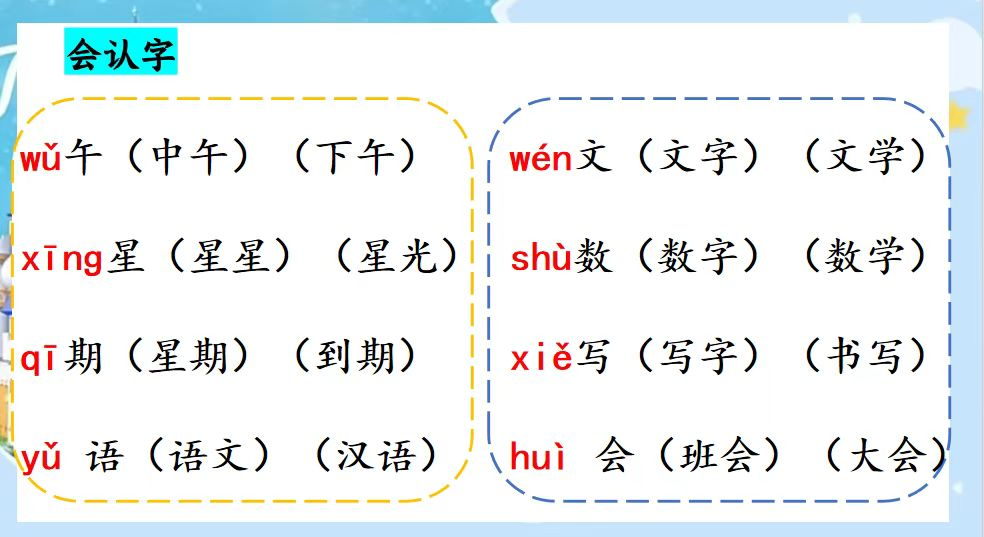 会认字
wǔ午（中午）（下午）
xīng星（星星）（星光）
qī期（星期）（到期）
yǔ 语（语文）（汉语）
wén文（文字）（文学）
shù数（数字）（数学）
xiě写（写字）（书写）
huì 会（班会）（大会）